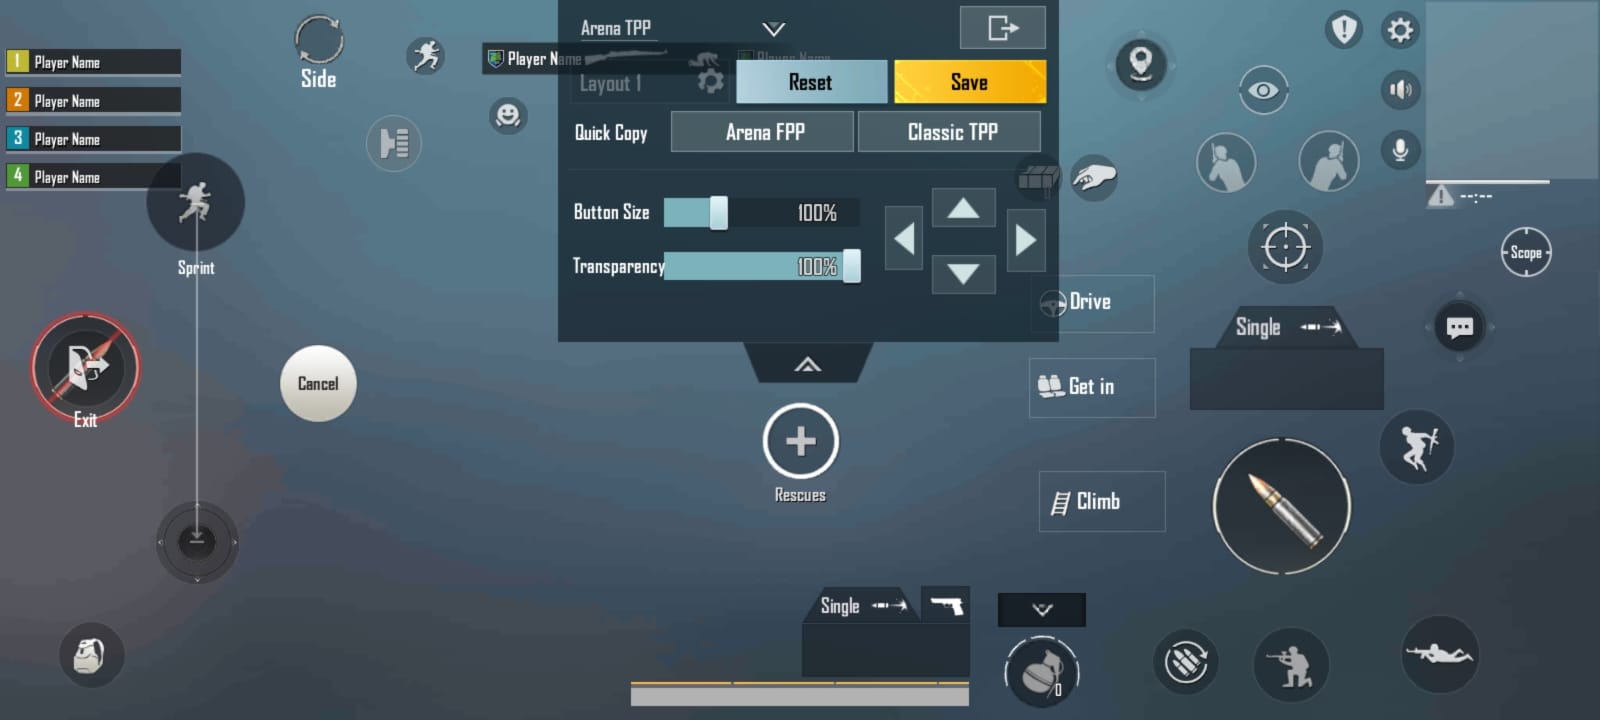 Arena TPP
Side
1 Player Name
2 Player Name
3 Player Name
4 Player Name
Player Name
Player Name
Layout 1
Reset
Save
Quick Copy
Arena FPP
Classic TPP
Button Size
100%
Transparency
100%
Sprint
--:--
Scope
Drive
Single
Exit
Cancel
Get in
Rescues
Climb
Single
0